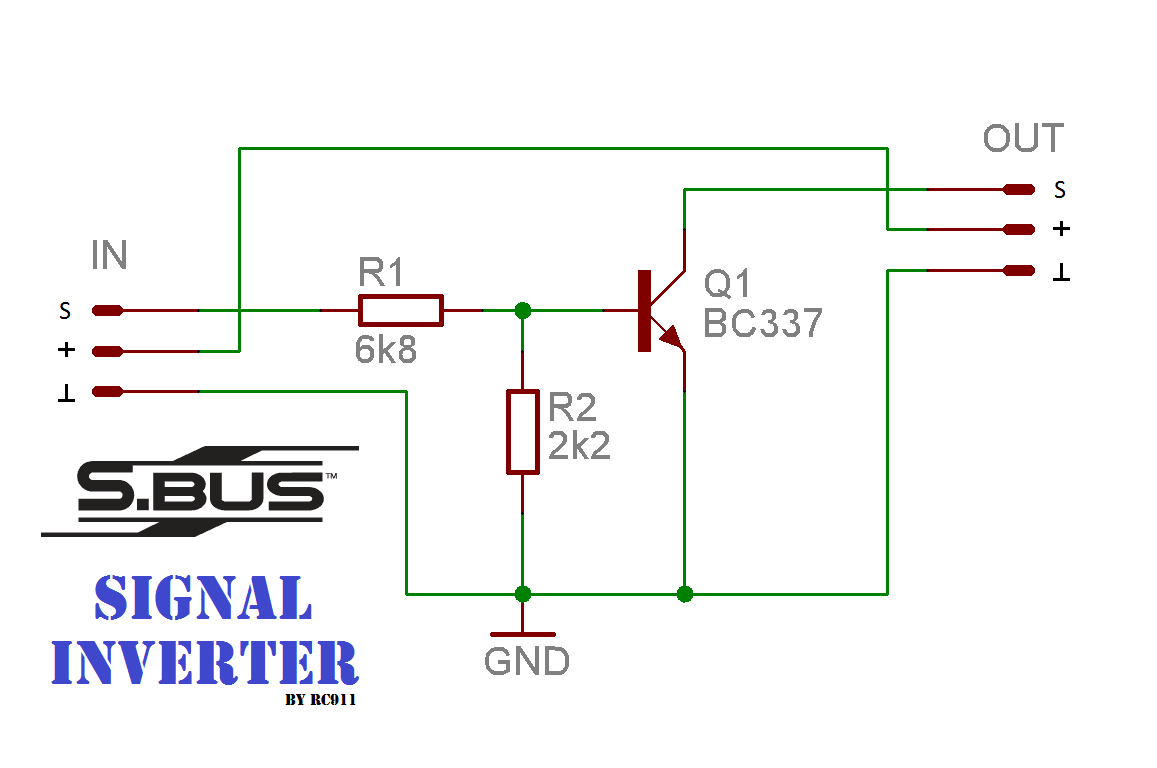 OUT
S
+
⊥
IN
S
+
⊥
R1
6k8
Q1
BC337
R2
2k2
S.BUS™
SIGNAL
INVERTER
BY RC911
GND